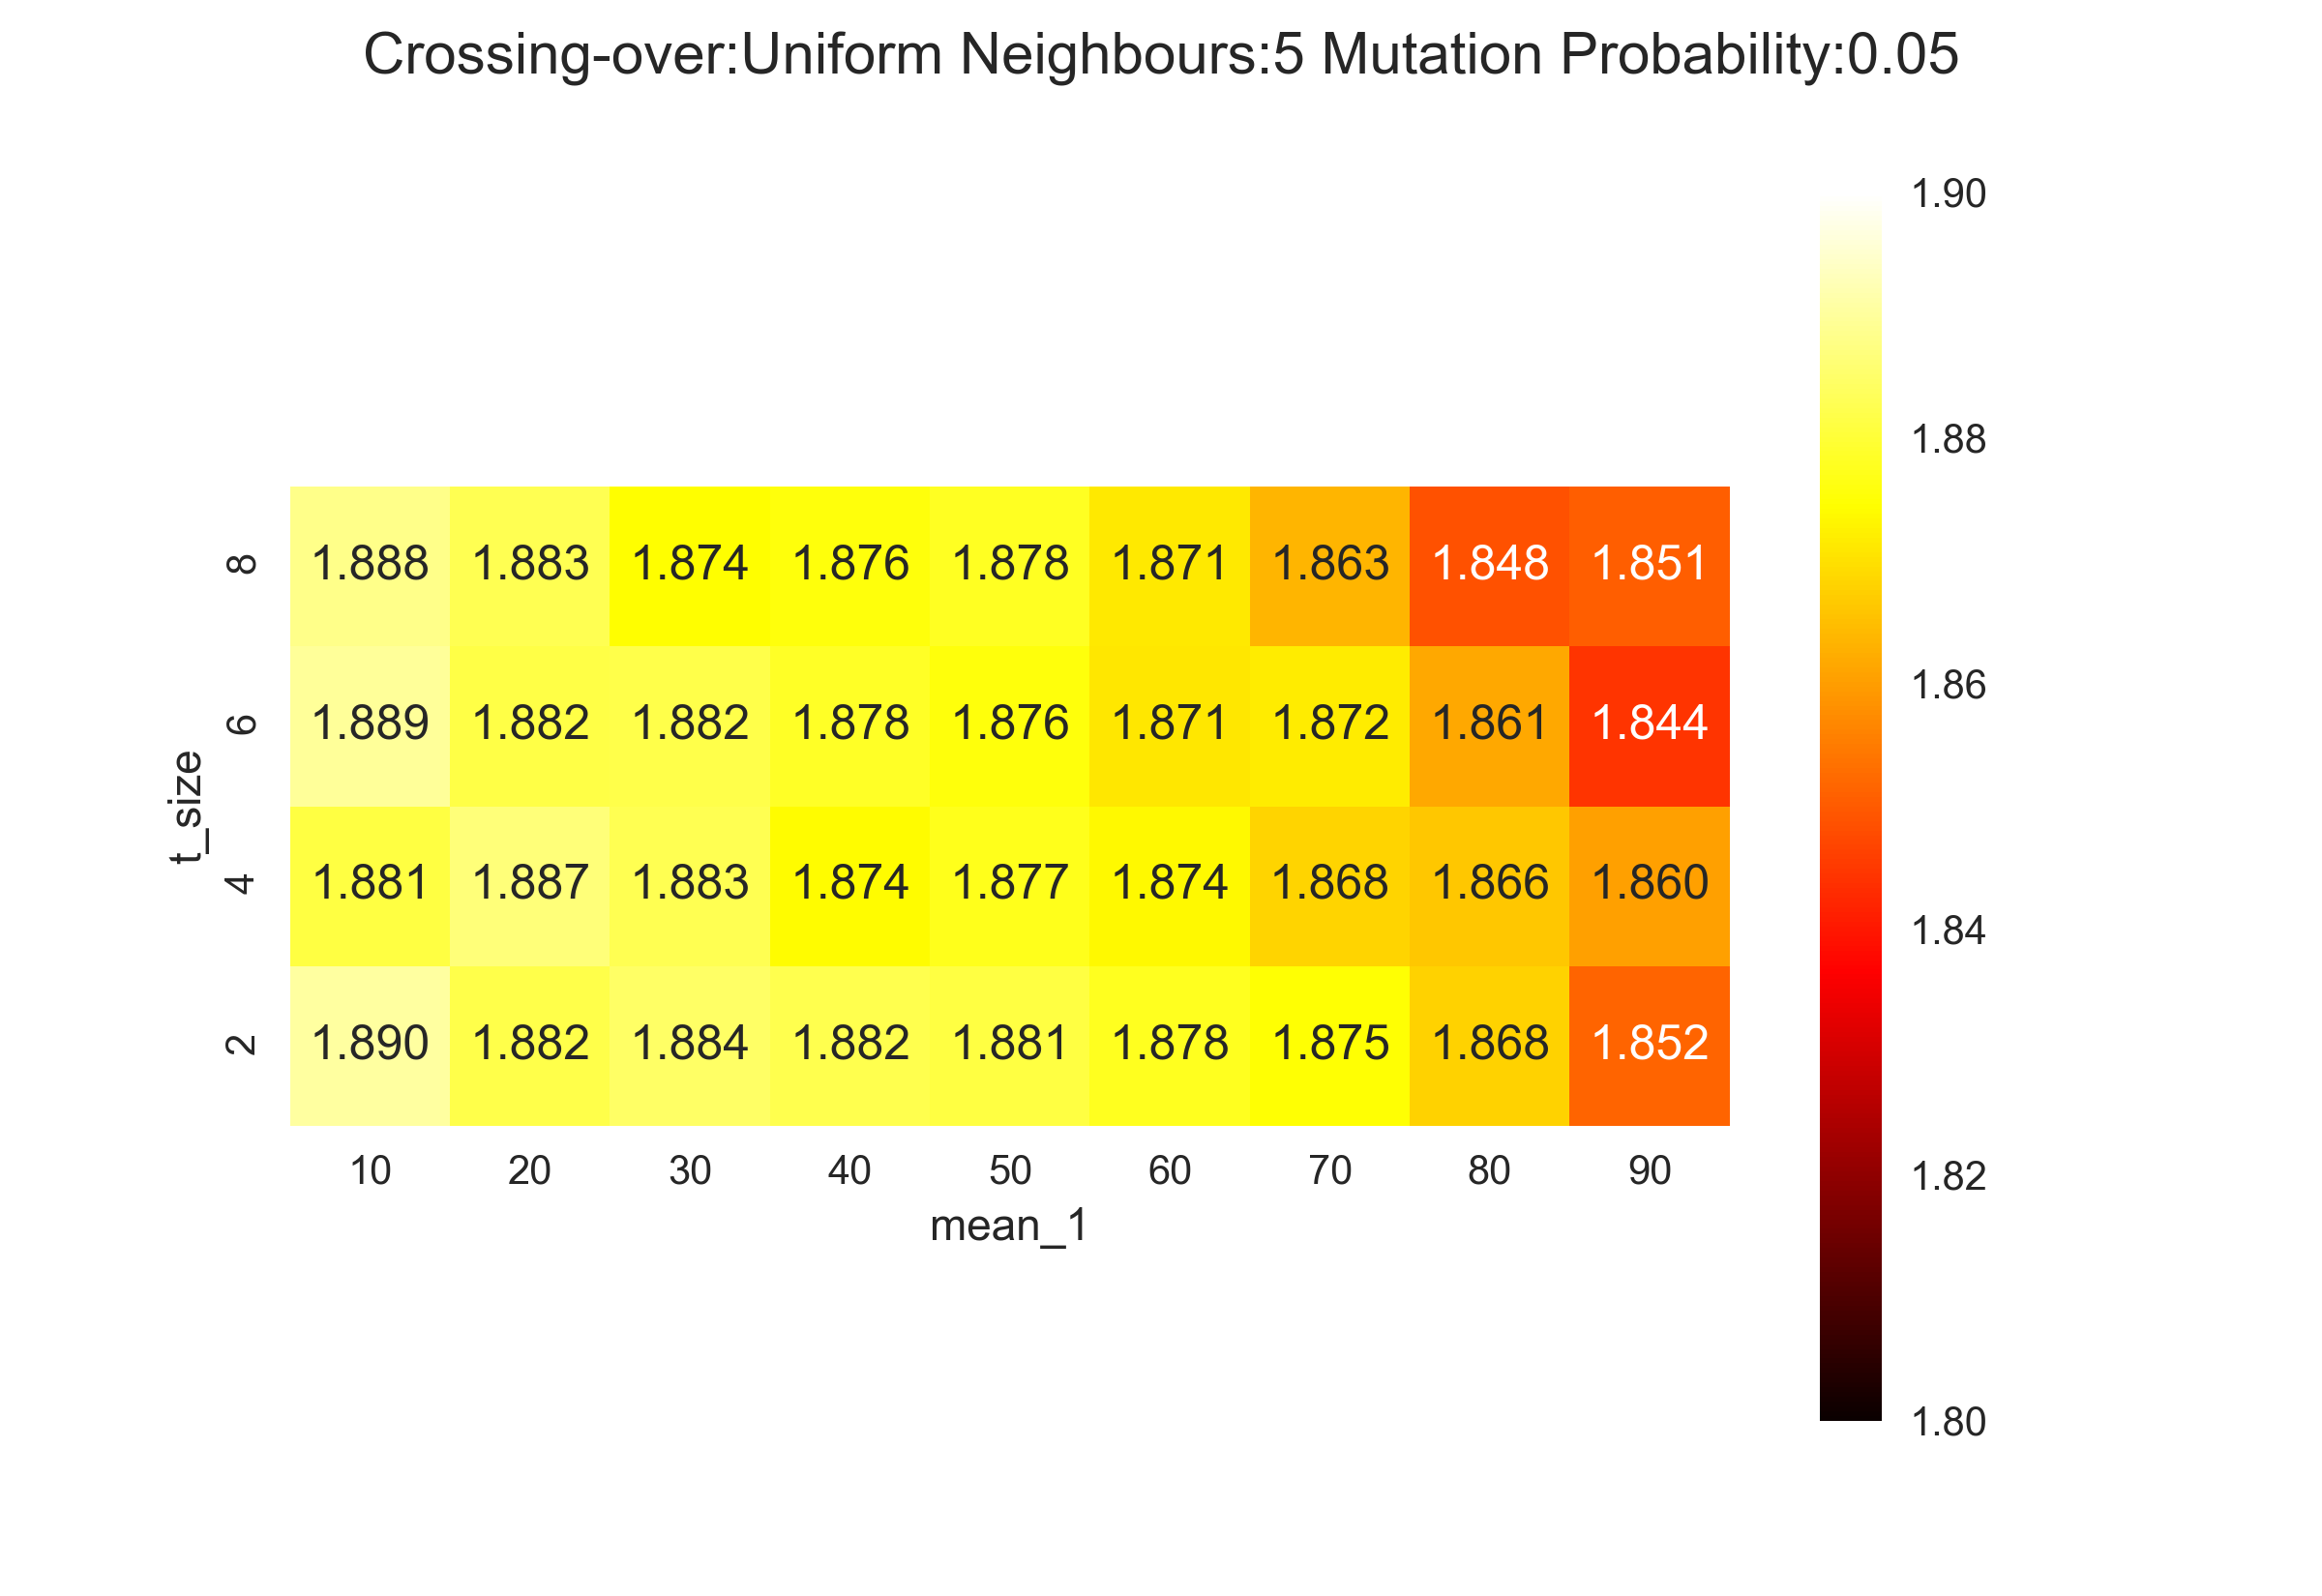 Crossing-over:Uniform Neighbours:5 Mutation Probability:0.05
t_size
8 1.888 1.883 1.874 1.876 1.878 1.871 1.863 1.848 1.851
6 1.889 1.882 1.882 1.878 1.876 1.871 1.872 1.861 1.844
4 1.881 1.887 1.883 1.874 1.877 1.874 1.868 1.866 1.860
2 1.890 1.882 1.884 1.882 1.881 1.878 1.875 1.868 1.852
10 20 30 40 50 60 70 80 90
mean_1
1.90
1.88
1.86
1.84
1.82
1.80